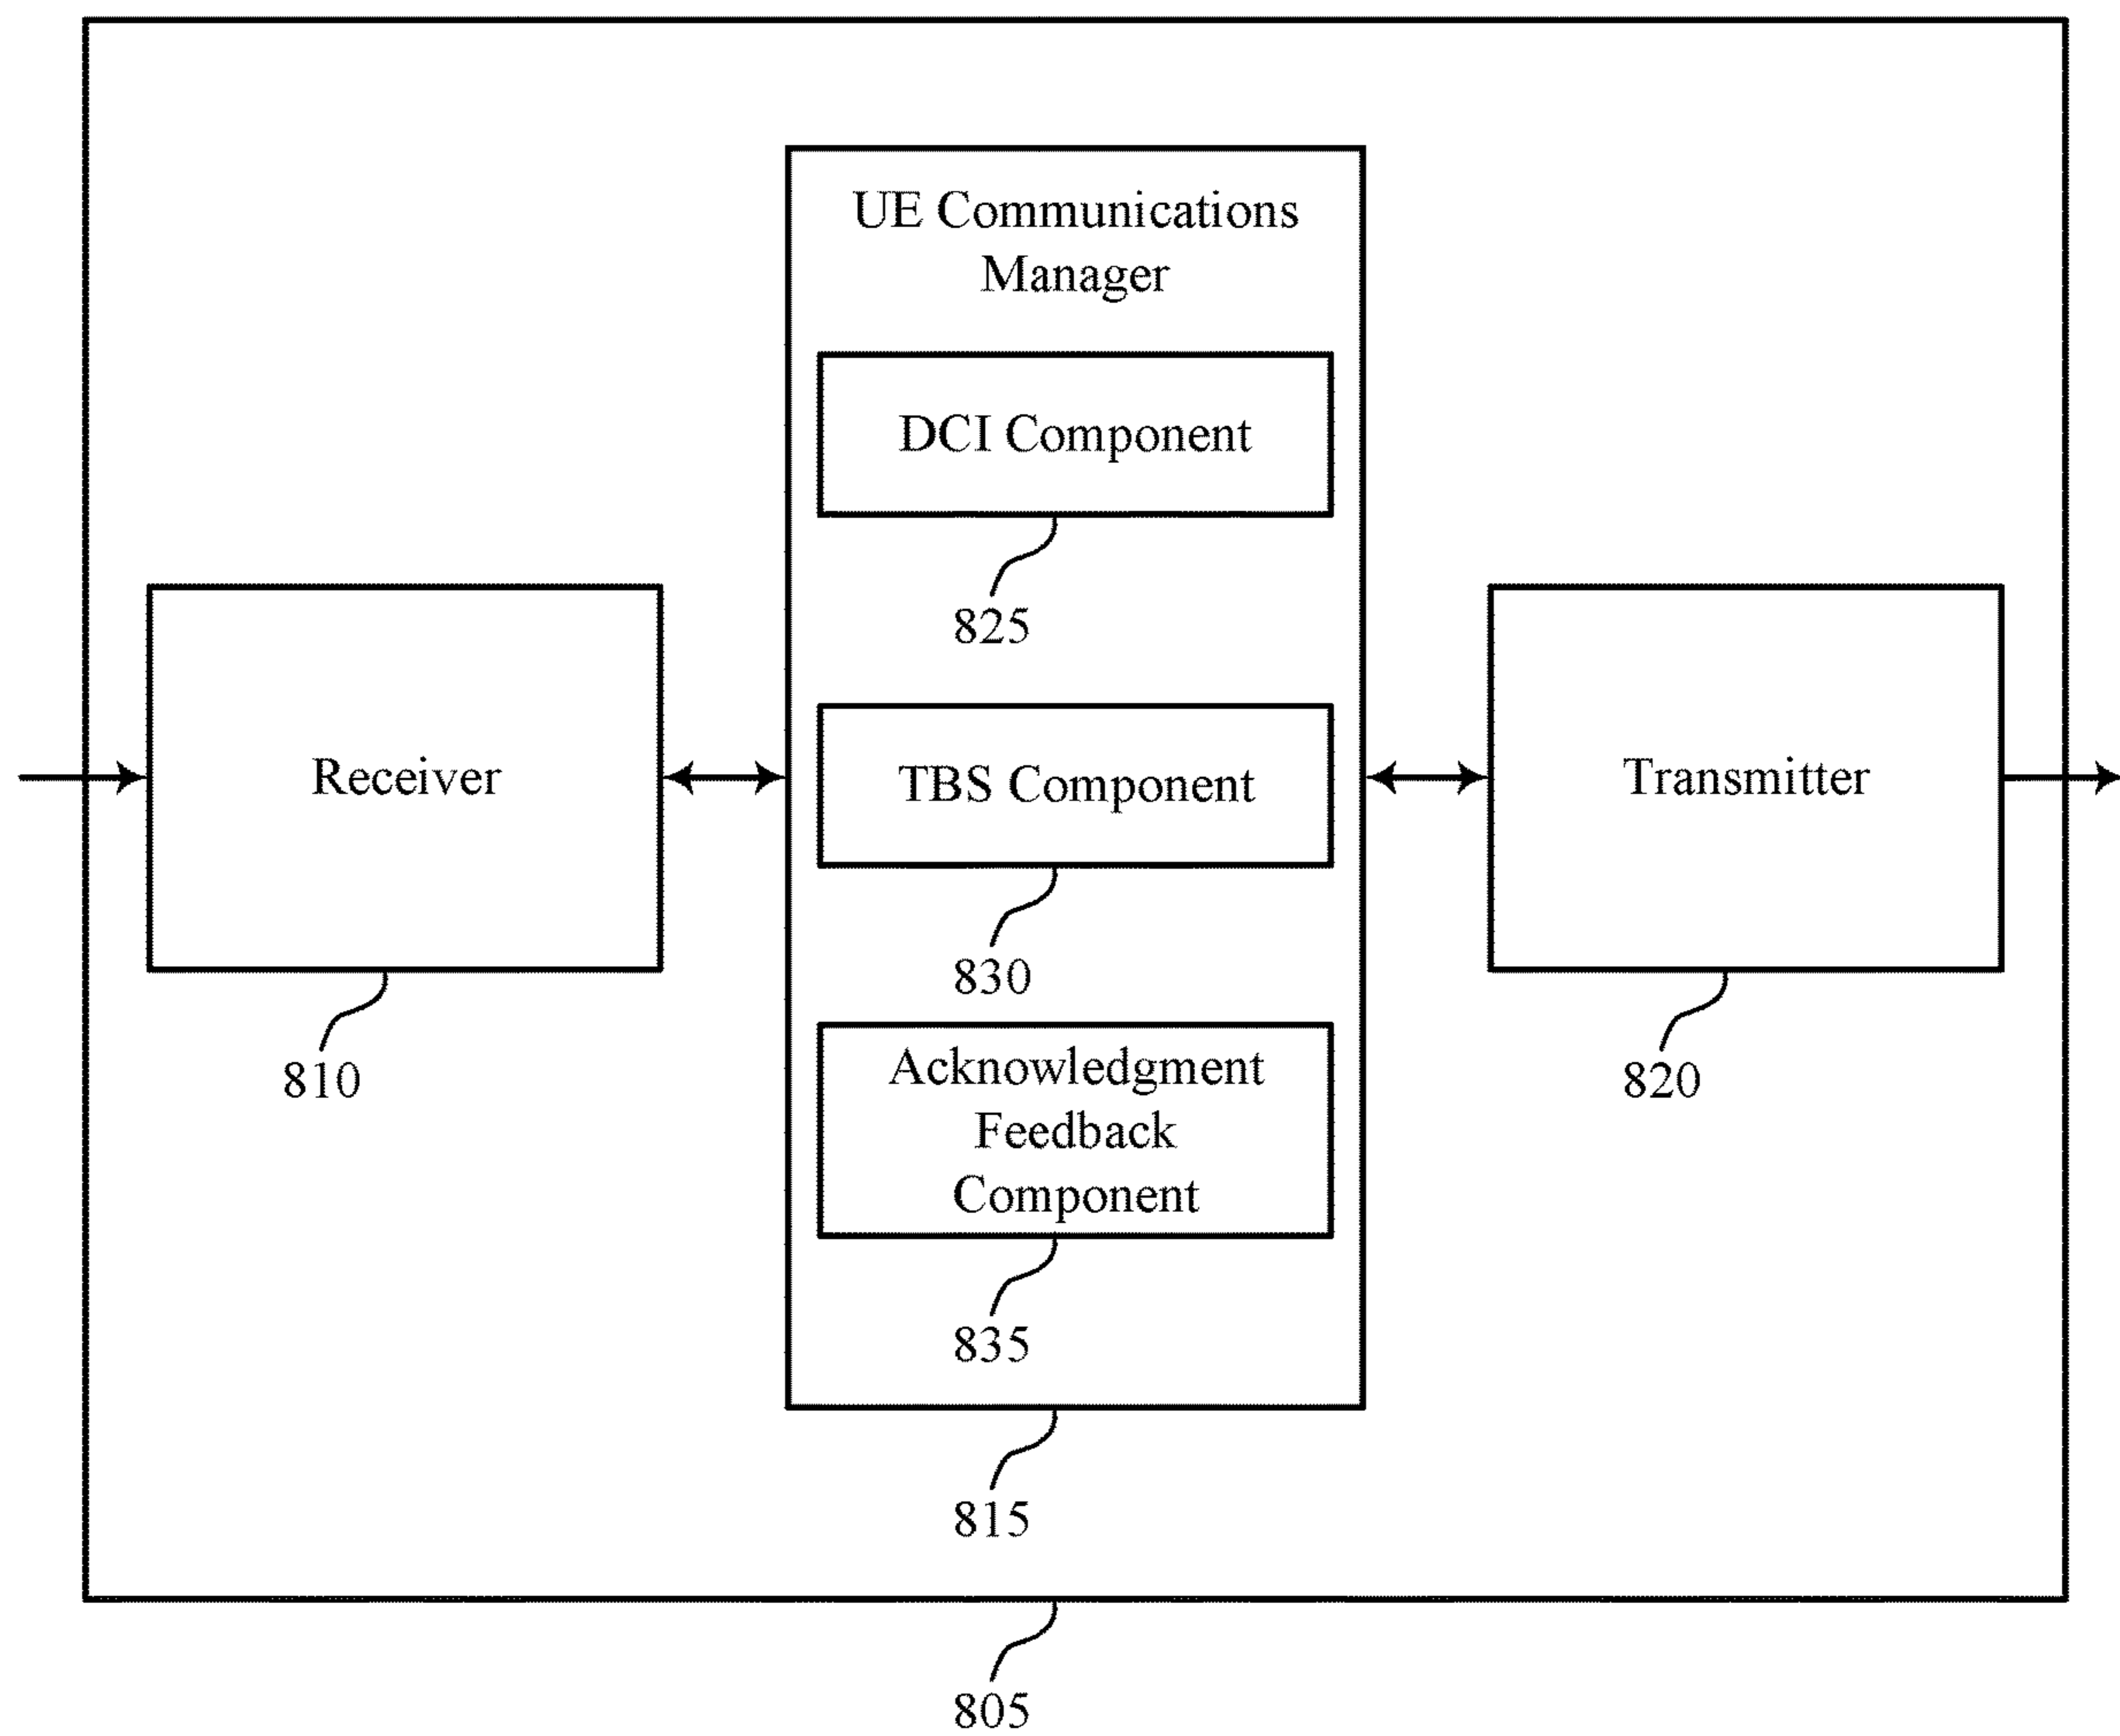 UE Communications
Manager
DCI Component
825
Receiver
810
TBS Component
830
Transmitter
820
Acknowledgment
Feedback
Component
835
815
805